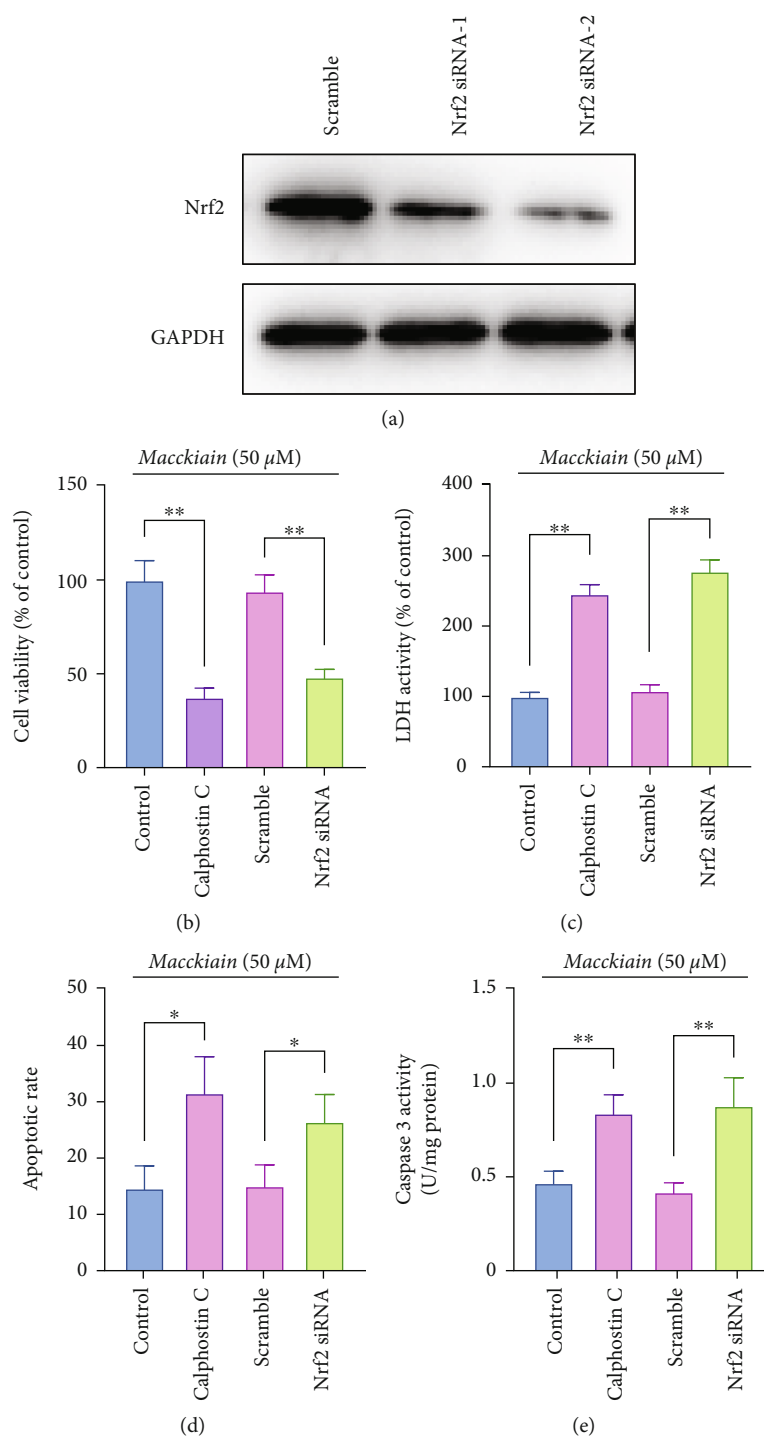 Scramble
Nrf2 siRNA-1
Nrf2 siRNA-2
Nrf2
GAPDH
(a)
Macckiain (50 μM)
Cell viability (% of control)
150
100
50
0
**
**
Control
Calphostin C
Scramble
Nrf2 siRNA
(b)
Macckiain (50 μM)
LDH activity (% of control)
400
300
200
100
0
**
**
Control
Calphostin C
Scramble
Nrf2 siRNA
(c)
Macckiain (50 μM)
Apoptotic rate
50
40
30
20
10
0
*
*
Control
Calphostin C
Scramble
Nrf2 siRNA
(d)
Macckiain (50 μM)
Caspase 3 activity
(U/mg protein)
1.5
1.0
0.5
0
**
**
Control
Calphostin C
Scramble
Nrf2 siRNA
(e)